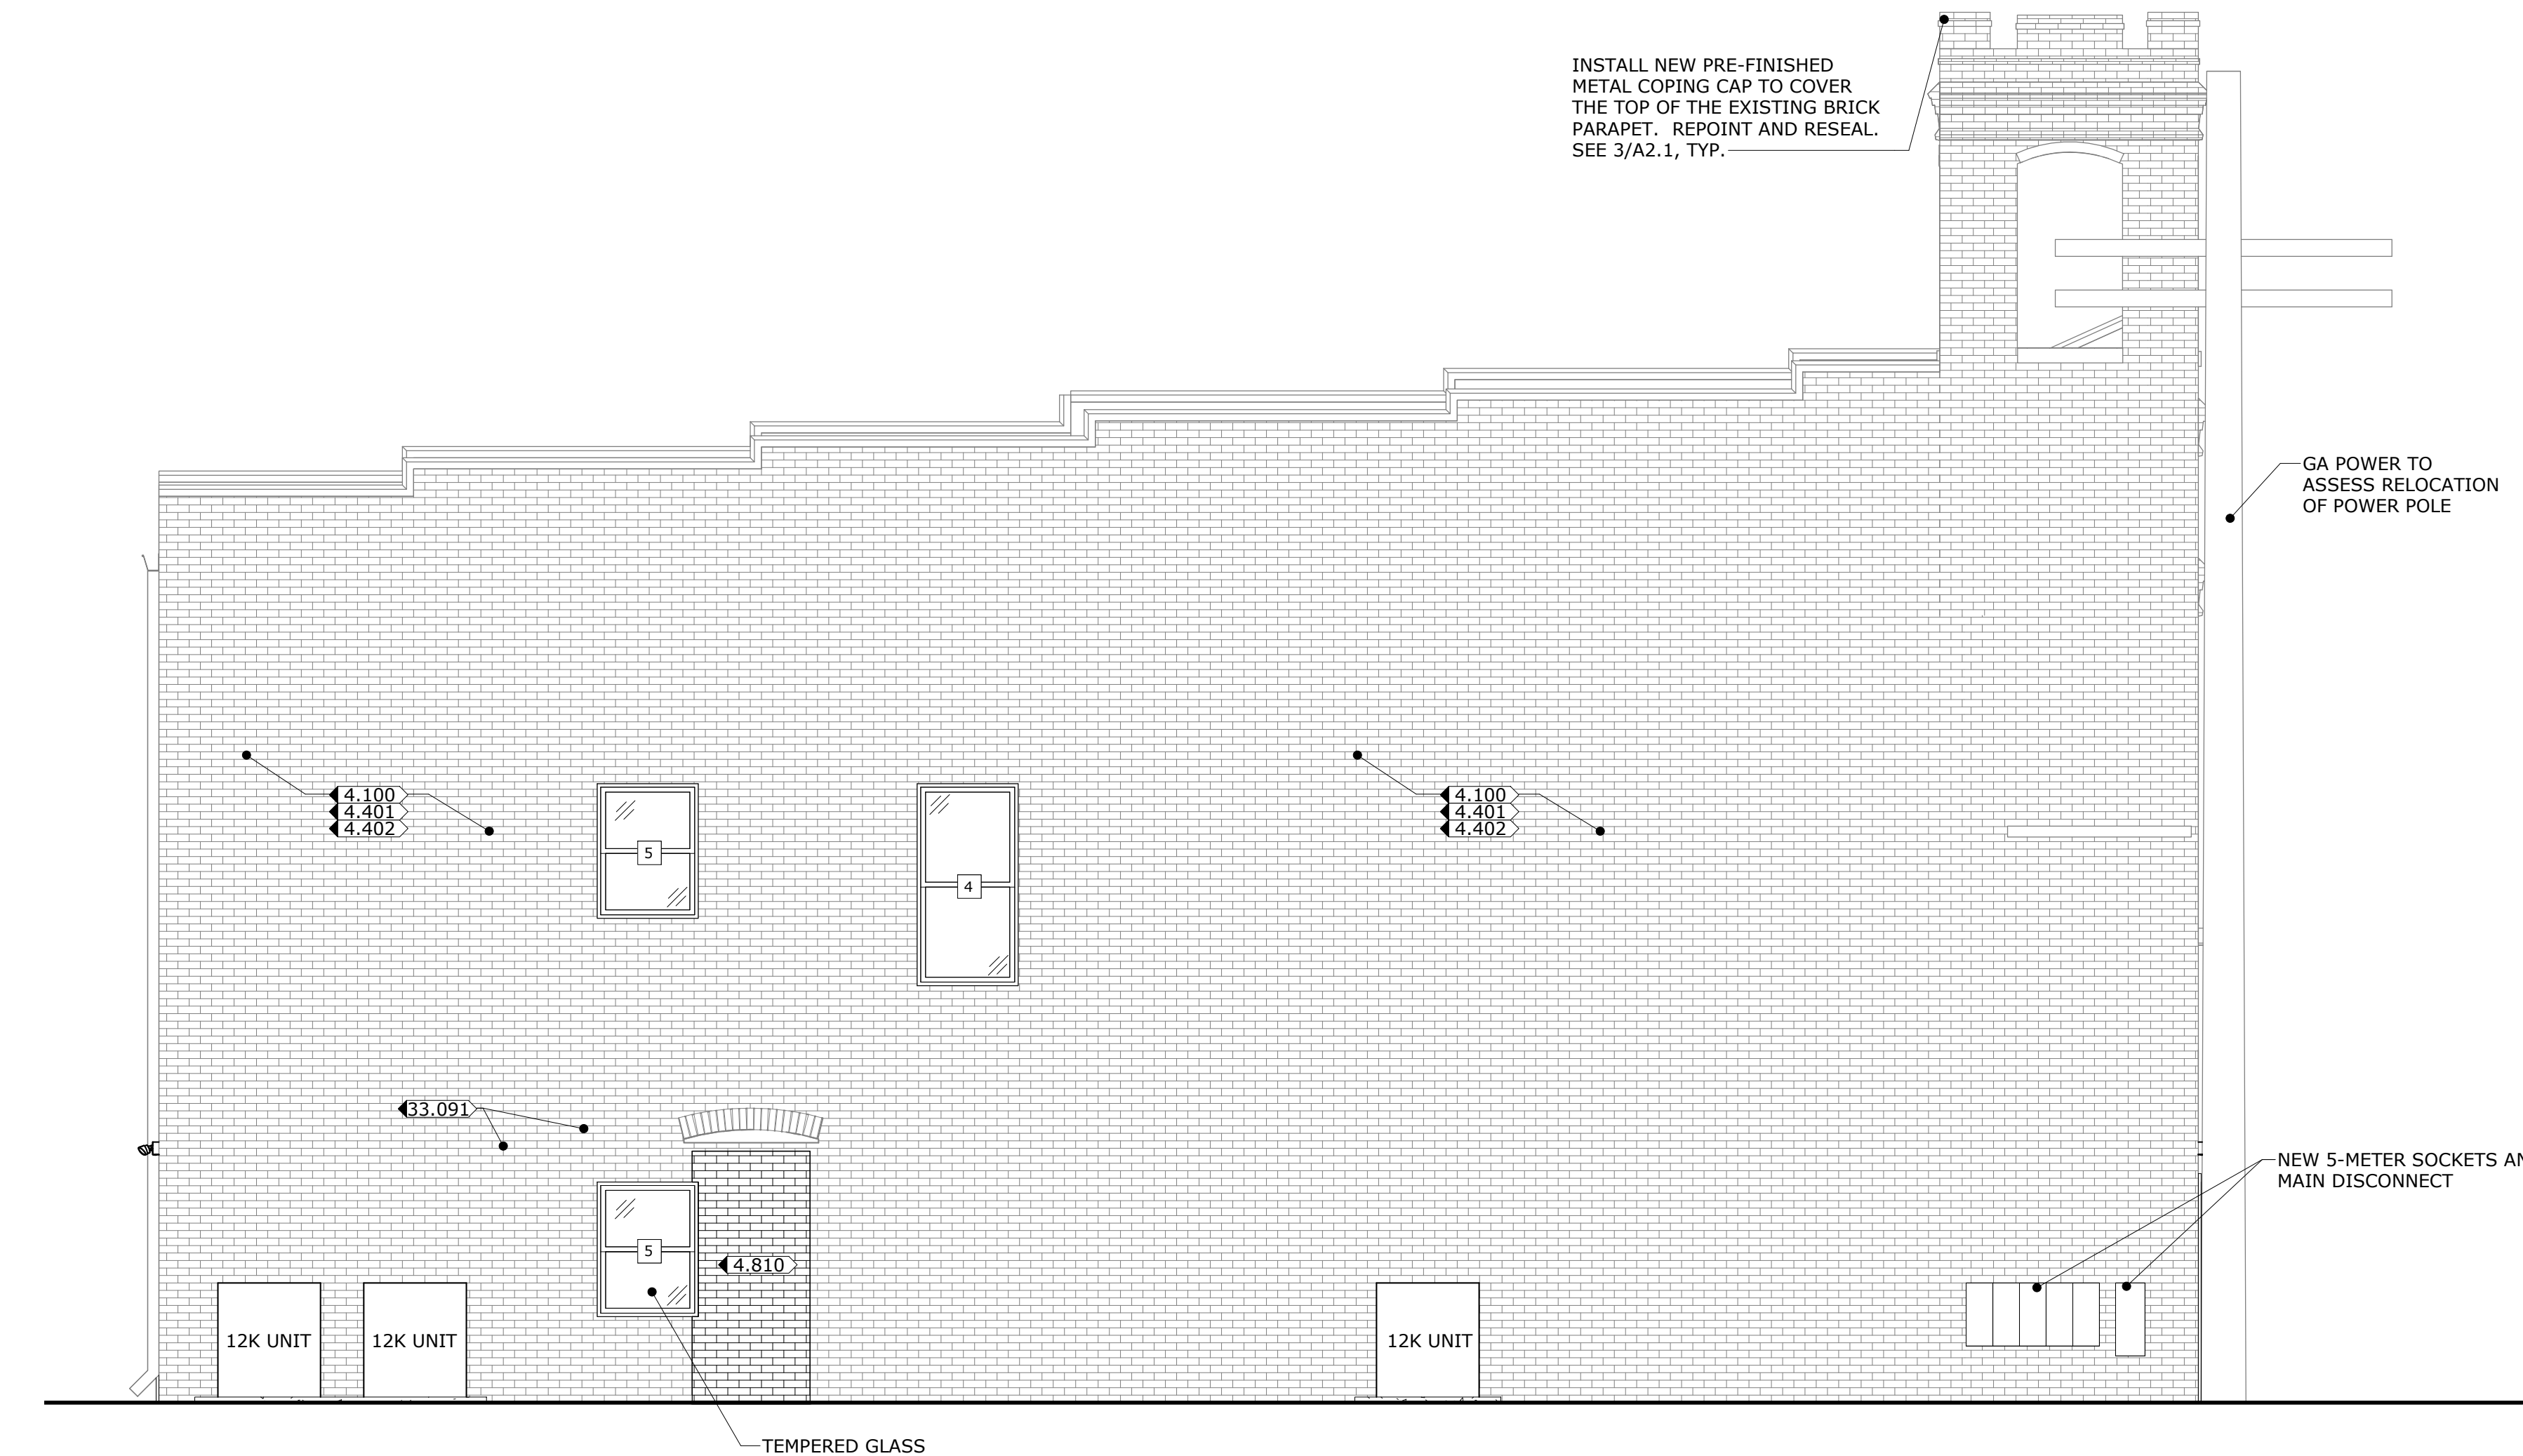 INSTALL NEW PRE-FINISHED
METAL COPING CAP TO COVER
THE TOP OF THE EXISTING BRICK
PARAPET. REPOINT AND RESEAL.
SEE 3/A2.1, TYP.
GA POWER TO
ASSESS RELOCATION
OF POWER POLE
4.100
4.401
4.402
5
4
4.100
4.401
4.402
33.091
NEW 5-METER SOCKETS AN
MAIN DISCONNECT
5
4.810
12K UNIT
12K UNIT
12K UNIT
TEMPERED GLASS